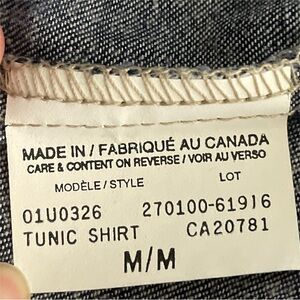 MADE IN / FABRIQUÉ AU CANADA
CARE & CONTENT ON REVERSE / VOIR AU VERSO
MODÈLE / STYLE LOT
01U0326 270100-61916
TUNIC SHIRT CA20781
M/M